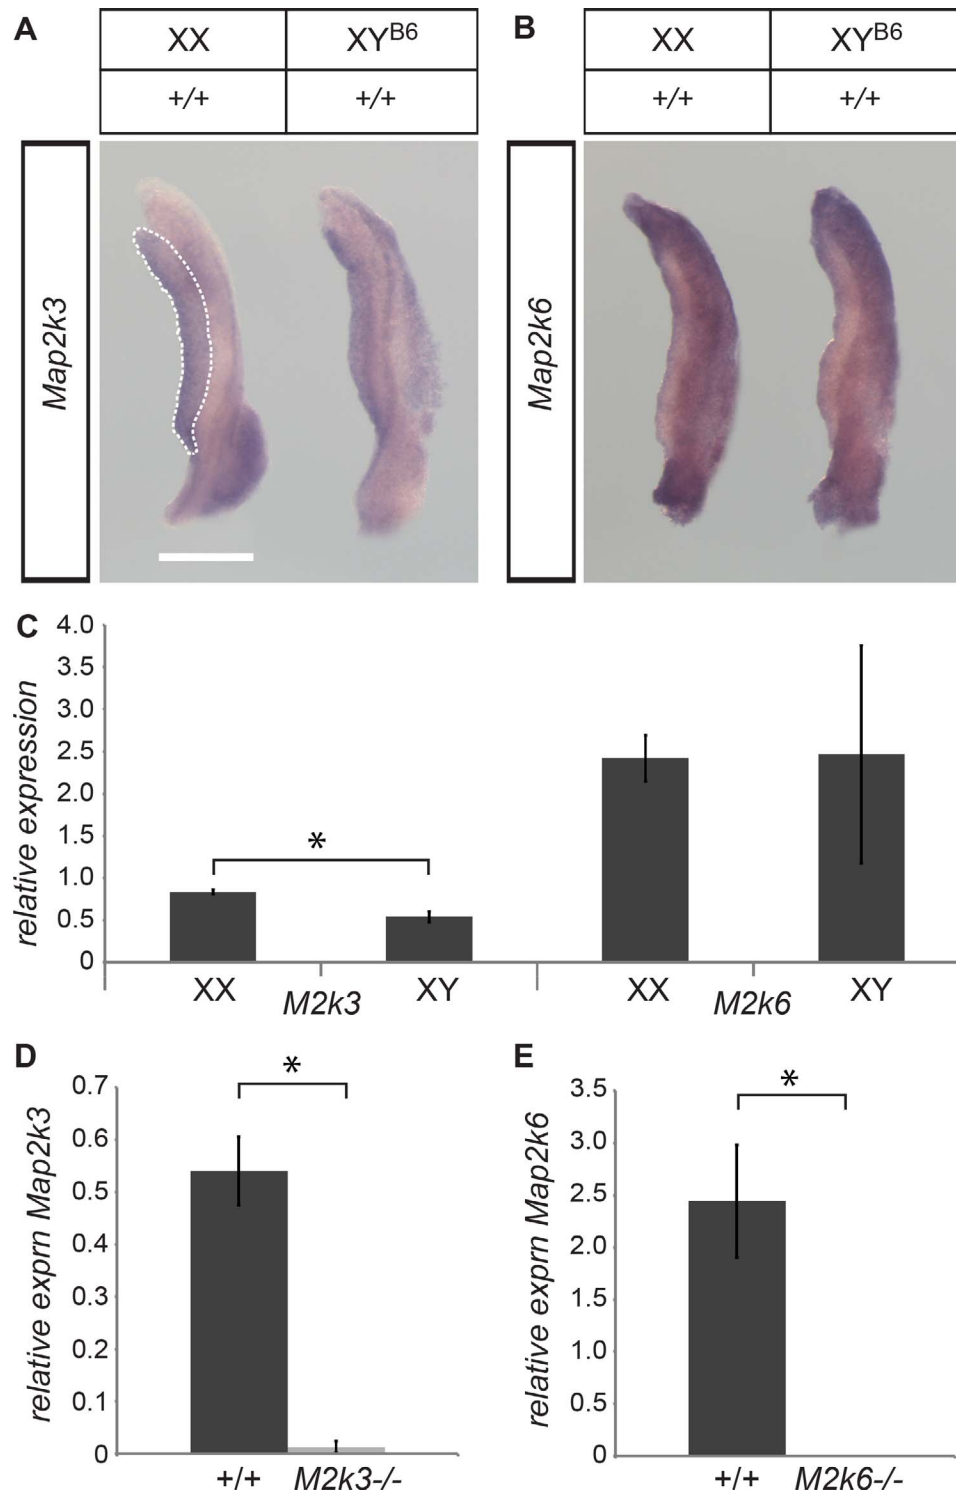 A
XX
XY^B6
+/+
+/+
Map2k3
B
XX
XY^B6
+/+
+/+
Map2k6
C
relative expression
4.0
3.5
3.0
2.5
2.0
1.5
1.0
0.5
0
*
XX
M2k3
XY
XX
M2k6
XY
D
relative exprn Map2k3
0.7
0.6
0.5
0.4
0.3
0.2
0.1
0
*
+/+
M2k3-/-
E
relative exprn Map2k6
3.5
3.0
2.5
2.0
1.5
1.0
0.5
0
*
+/+
M2k6-/-